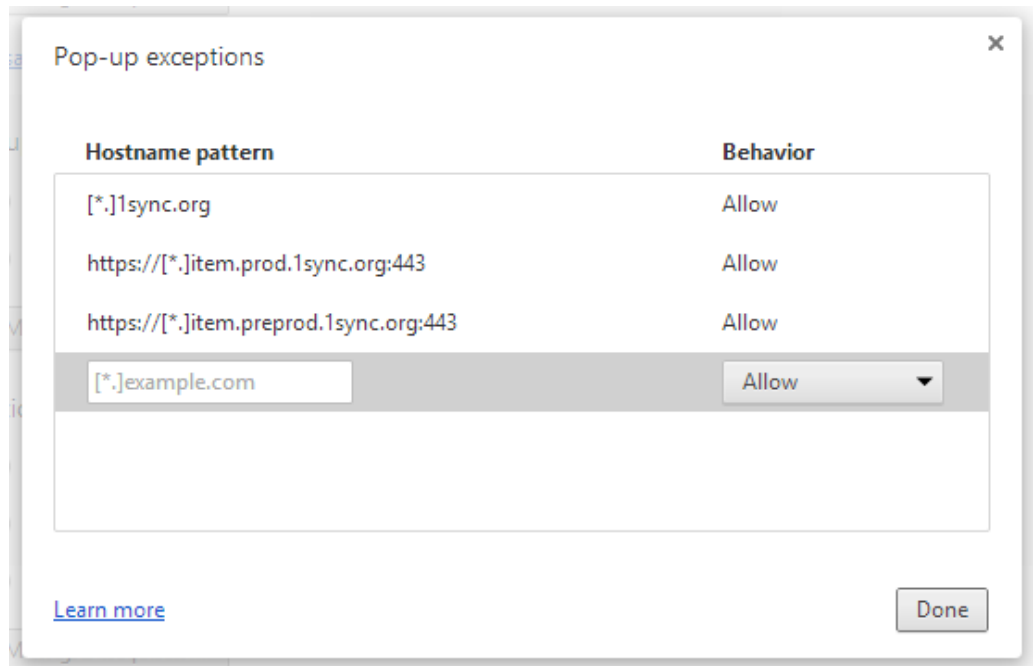 Pop-up exceptions ×
Hostname pattern Behavior
[*.]1sync.org Allow
https://[*.]item.prod.1sync.org:443 Allow
https://[*.]item.preprod.1sync.org:443 Allow
[*.]example.com Allow
Learn more Done